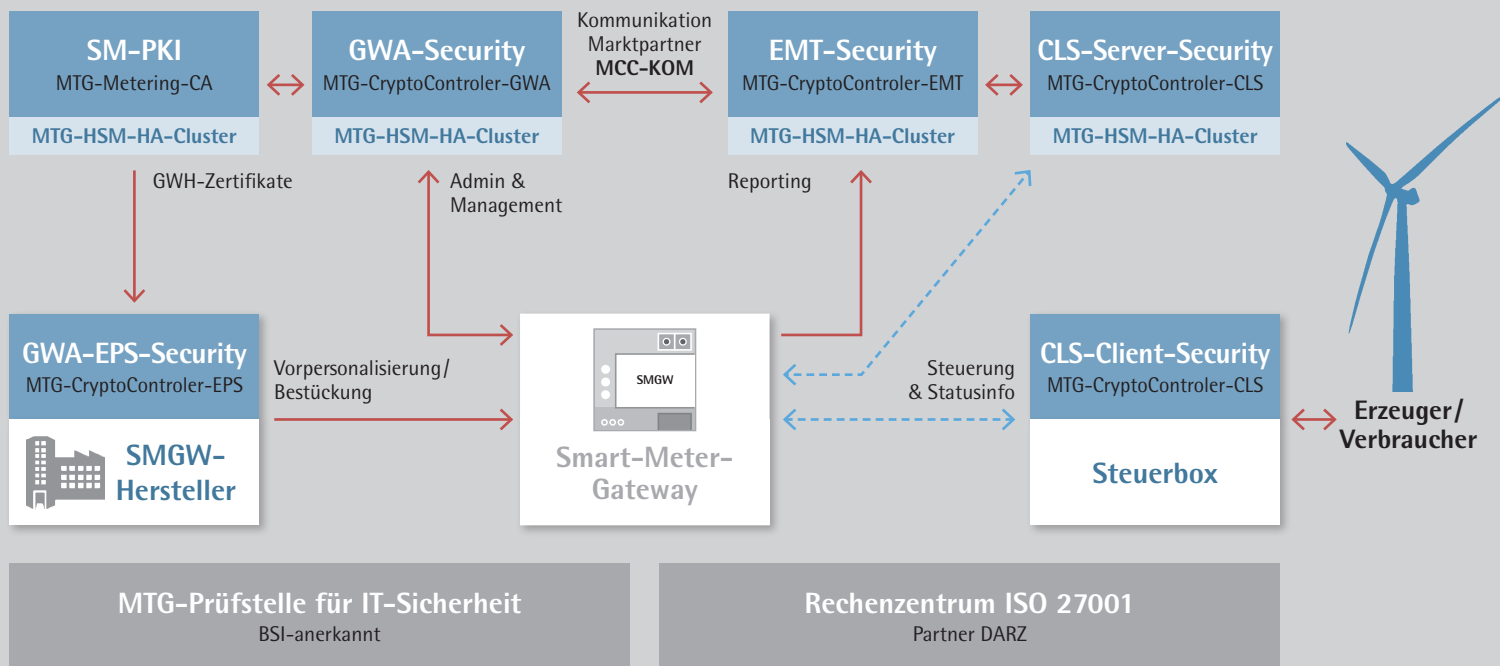 SM-PKI
MTG-Metering-CA
MTG-HSM-HA-Cluster
GWA-Security
MTG-CryptoControler-GWA
MTG-HSM-HA-Cluster
Kommunikation
Marktpartner
MCC-KOM
EMT-Security
MTG-CryptoControler-EMT
MTG-HSM-HA-Cluster
CLS-Server-Security
MTG-CryptoControler-CLS
MTG-HSM-HA-Cluster
GWH-Zertifikate
Admin &
Management
Reporting
GWA-EPS-Security
MTG-CryptoControler-EPS
SMGW-
Hersteller
Vorpersonalisierung/
Bestückung
SMGW
Smart-Meter-
Gateway
Steuerung
& Statusinfo
CLS-Client-Security
MTG-CryptoControler-CLS
Steuerbox
Erzeuger/
Verbraucher
MTG-Prüfstelle für IT-Sicherheit
BSI-anerkannt
Rechenzentrum ISO 27001
Partner DARZ